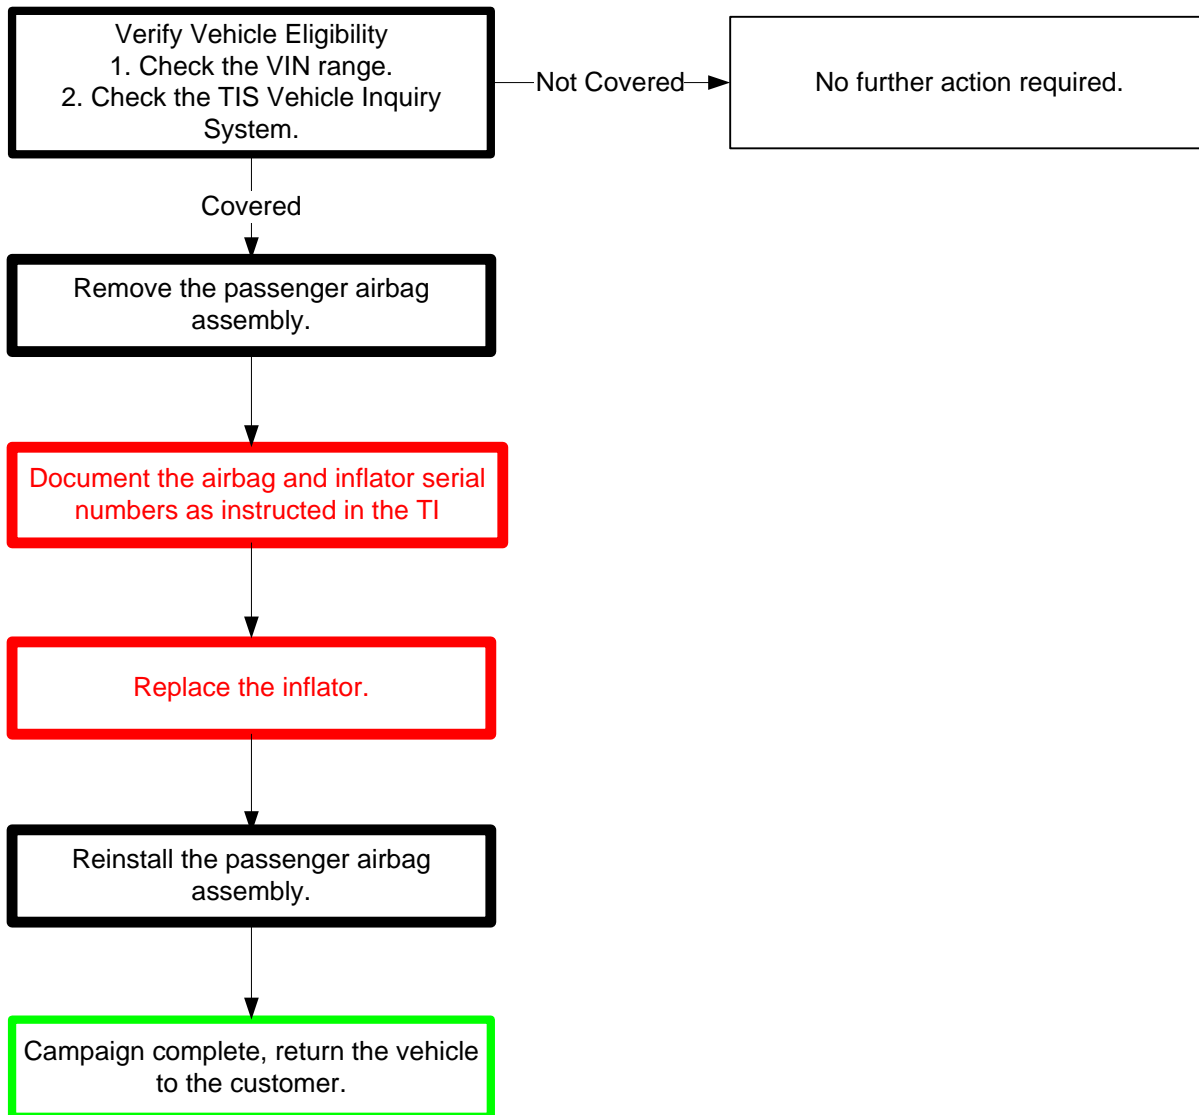 Verify Vehicle Eligibility
1. Check the VIN range.
2. Check the TIS Vehicle Inquiry
System.
Not Covered
No further action required.
Covered
Remove the passenger airbag
assembly.
Document the airbag and inflator serial
numbers as instructed in the TI
Replace the inflator.
Reinstall the passenger airbag
assembly.
Campaign complete, return the vehicle
to the customer.